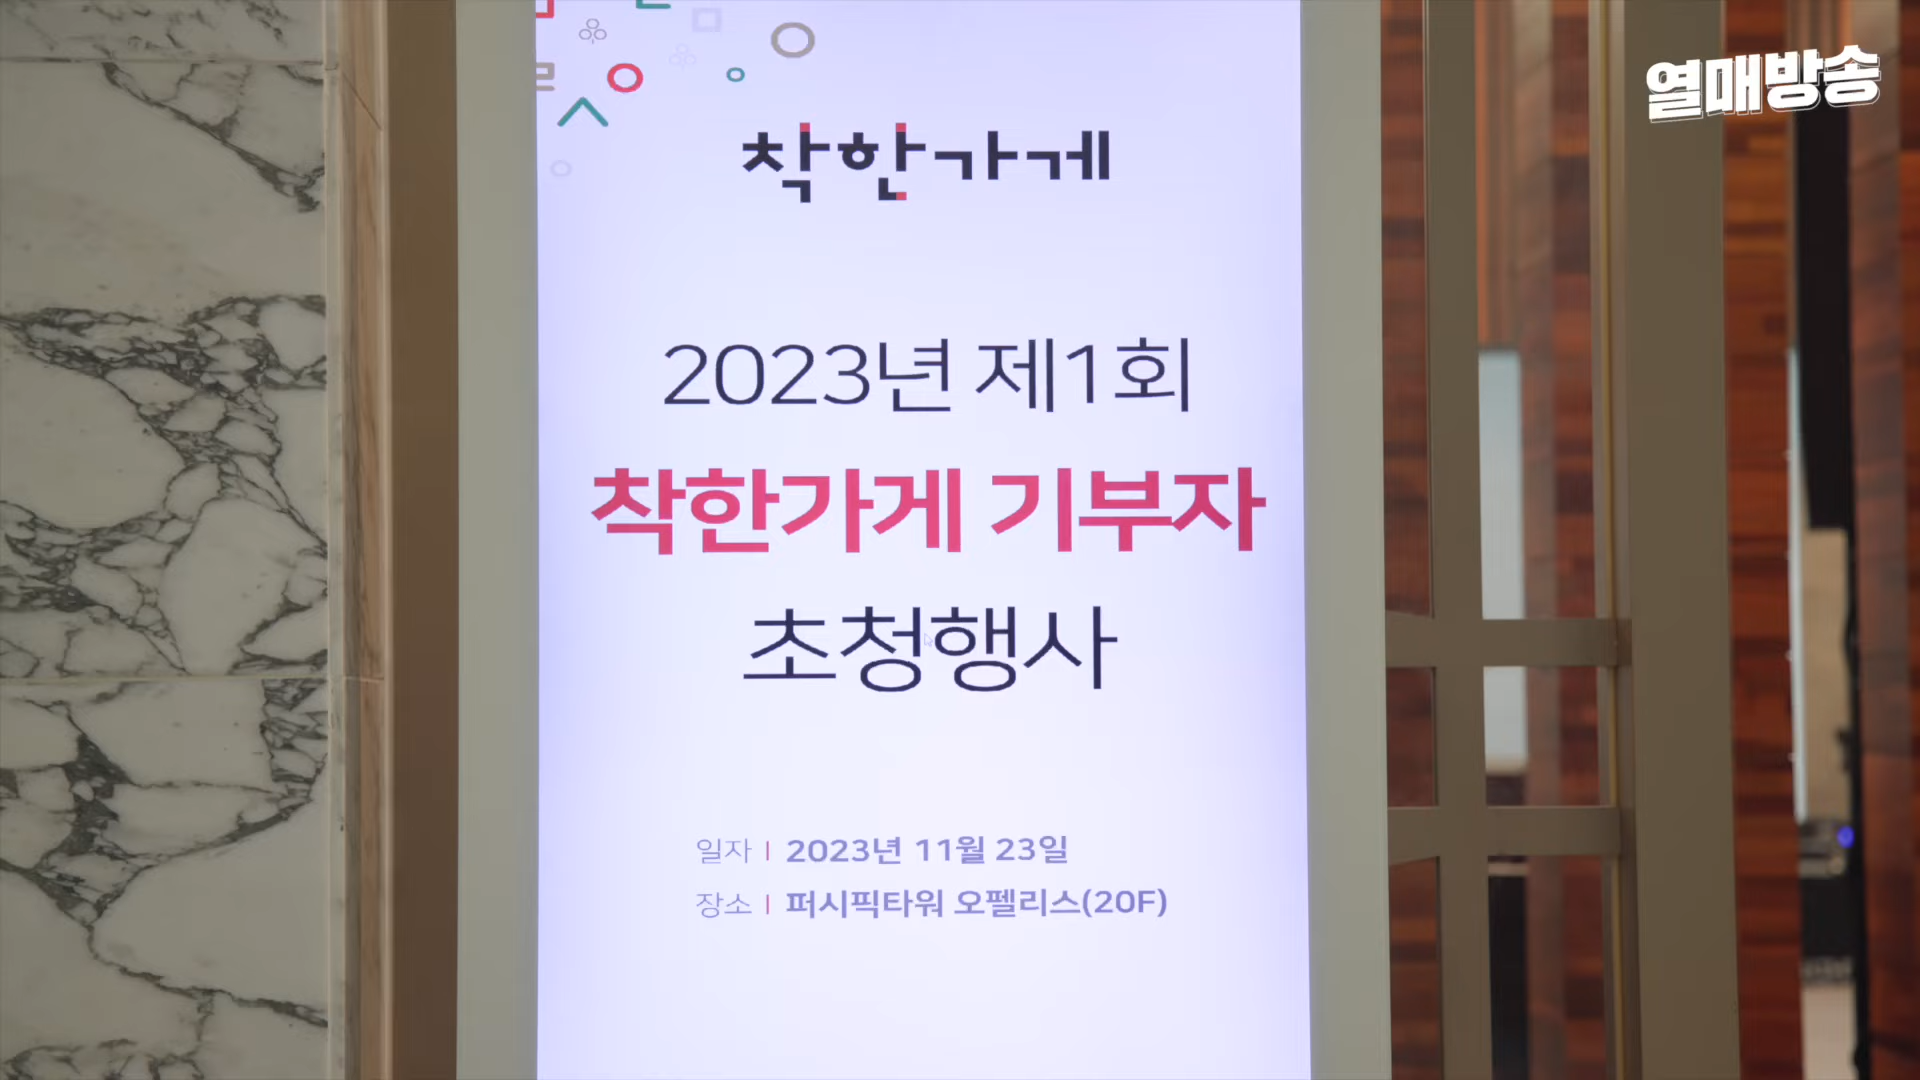 열매방송
착한가게
2023년 제1회
착한가게 기부자
초청행사
일자 | 2023년 11월 23일
장소 | 퍼시픽타워 오펠리스(20F)